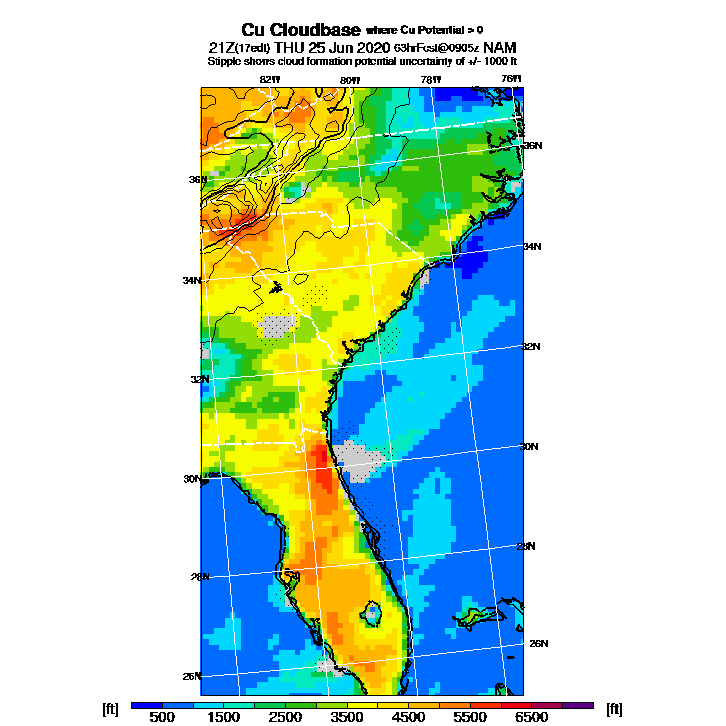 Cu Cloudbase where Cu Potential > 0
21Z(17edt) THU 25 Jun 2020 63hrFcst@0905z NAM
Stipple shows cloud formation potential uncertainty of +/- 1000 ft
82W 80W 78W 76W
36N
36N
34N
34N
32N
32N
30N
30N
28N
28N
26N
26N
[ft] 500 1500 2500 3500 4500 5500 6500 [ft]